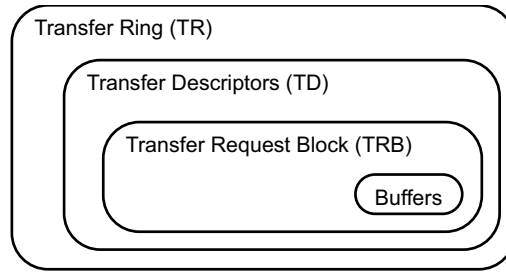 Transfer Ring (TR)
Transfer Descriptors (TD)
Transfer Request Block (TRB)
Buffers